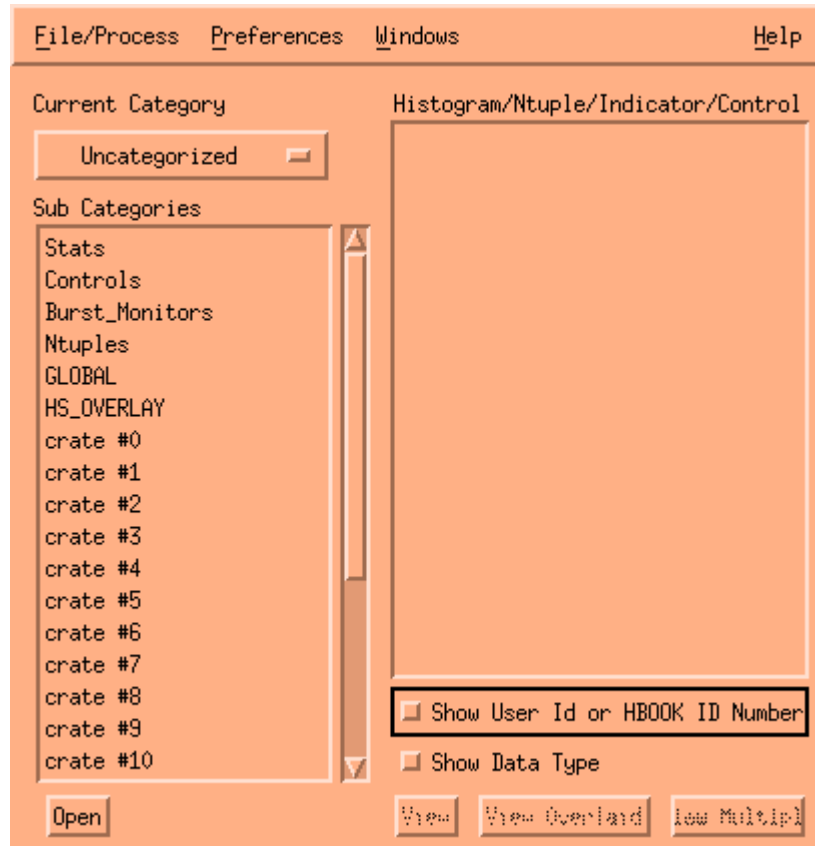 File/Process Preferences Windows Help
Current Category
Uncategorized
Sub Categories
Stats
Controls
Burst_Monitors
Ntuples
GLOBAL
HS_OVERLAY
crate #0
crate #1
crate #2
crate #3
crate #4
crate #5
crate #6
crate #7
crate #8
crate #9
crate #10
Open
Histogram/Ntuple/Indicator/Control
Show User Id or HBOOK ID Number
Show Data Type
View View Overlaid iew Multipl